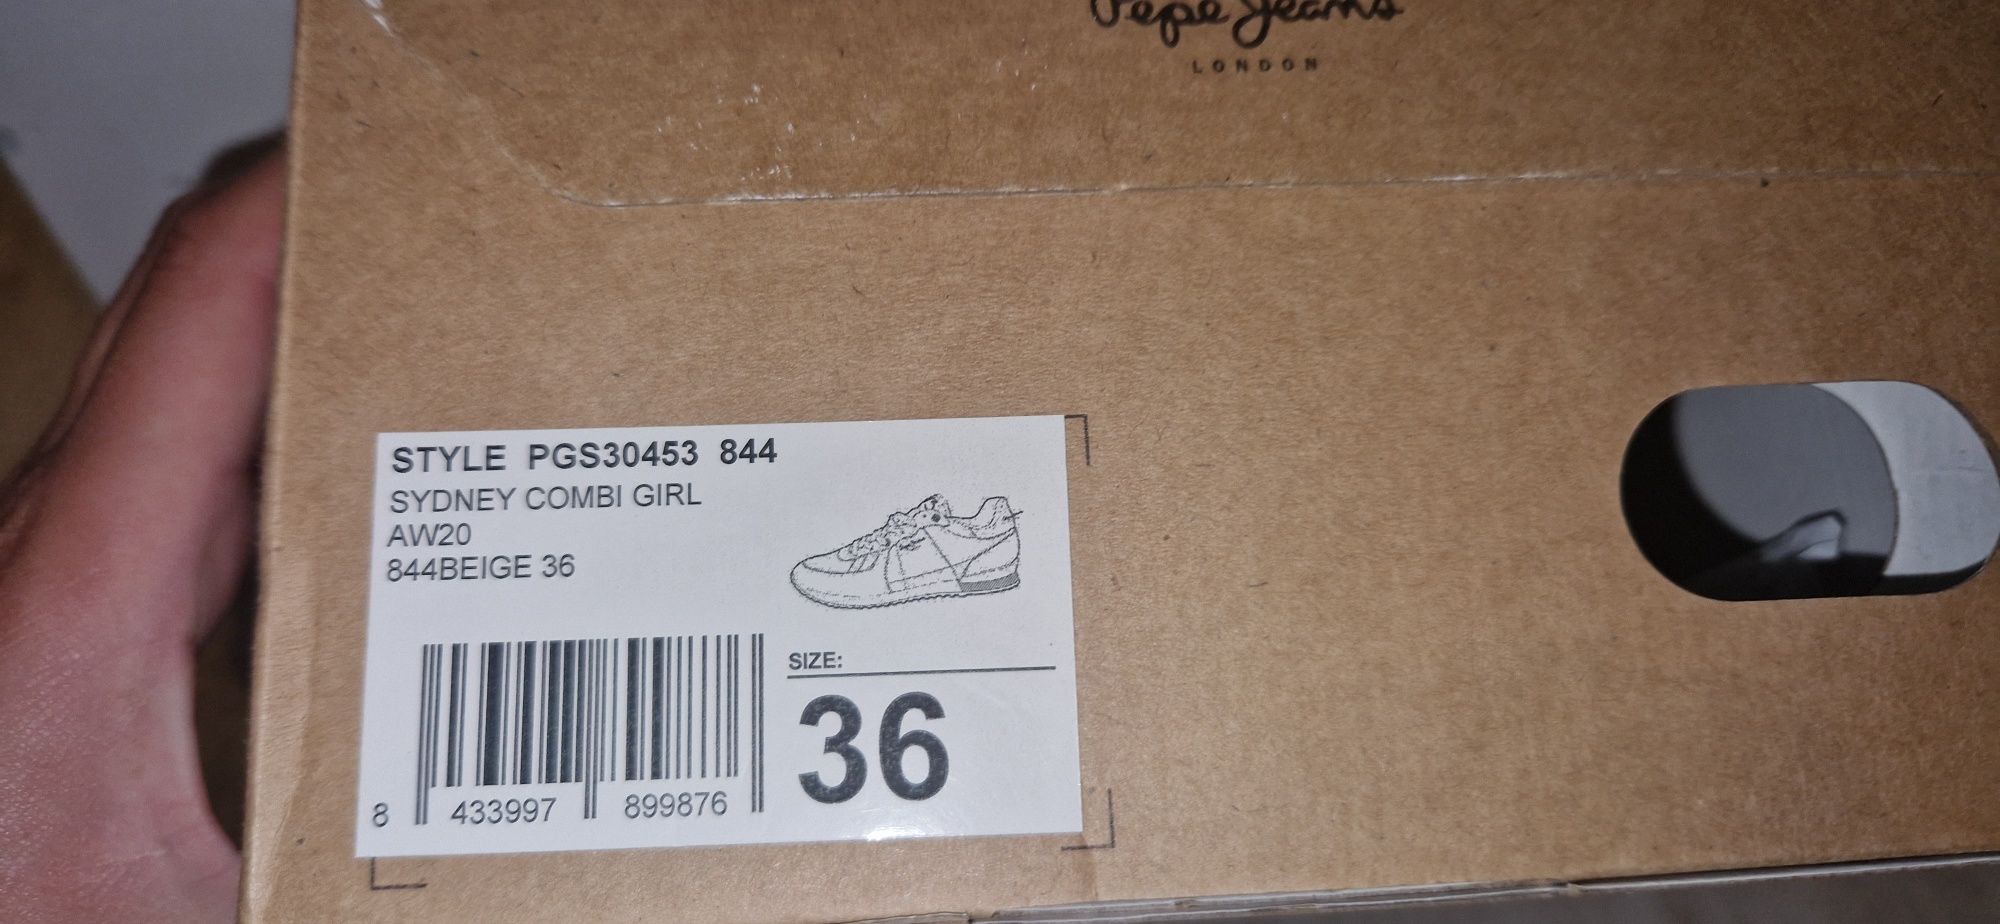 Pepe Jeans
LONDON
STYLE PGS30453 844
SYDNEY COMBI GIRL
AW20
844BEIGE 36
SIZE:
36
8 433997 899876